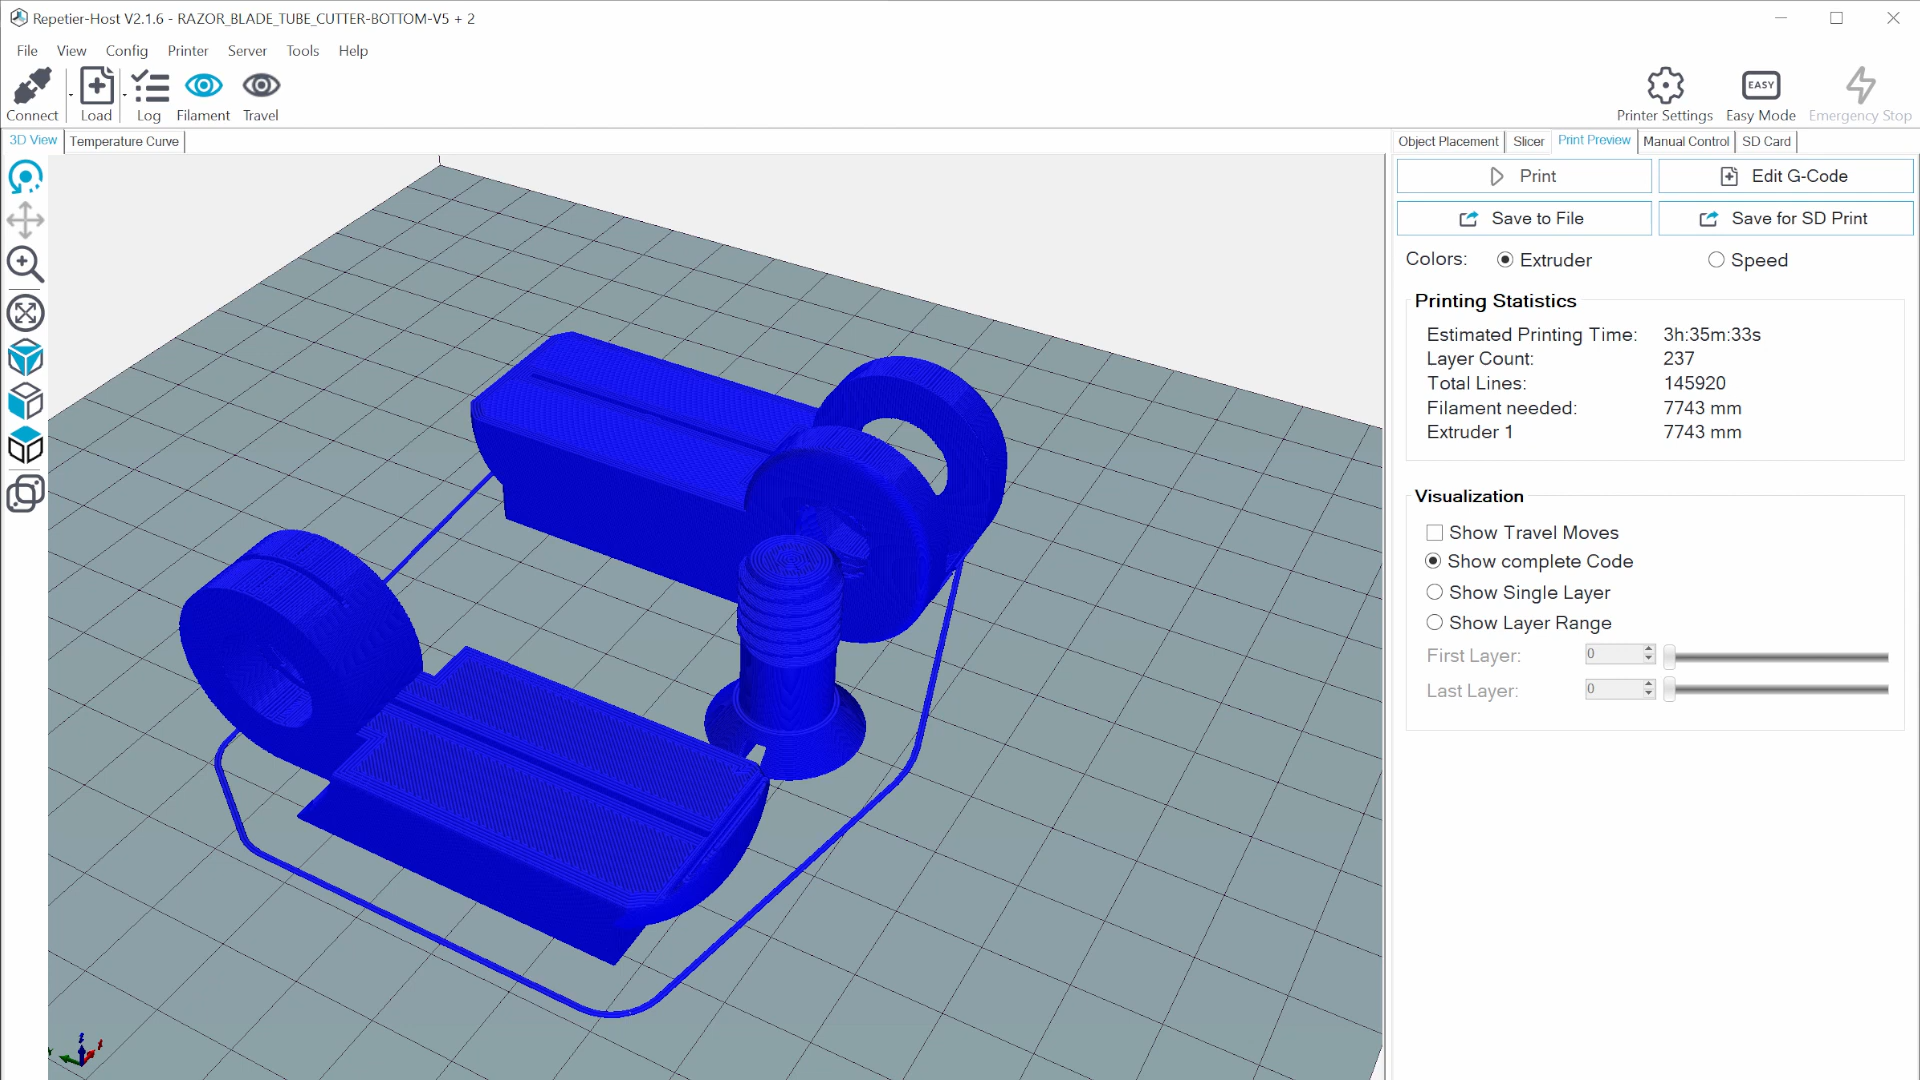 Repetier-Host V2.1.6 - RAZOR_BLADE_TUBE_CUTTER-BOTTOM-V5 + 2
File View Config Printer Server Tools Help
EASY
Connect Load Log Filament Travel Printer Settings Easy Mode Emergency Stop
3D View Temperature Curve Object Placement Slicer Print Preview Manual Control SD Card
Print Edit G-Code
Save to File Save for SD Print
Colors: Extruder Speed
Printing Statistics
Estimated Printing Time: 3h:35m:33s
Layer Count: 237
Total Lines: 145920
Filament needed: 7743 mm
Extruder 1 7743 mm
Visualization
Show Travel Moves
Show complete Code
Show Single Layer
Show Layer Range
First Layer: 0
Last Layer: 0